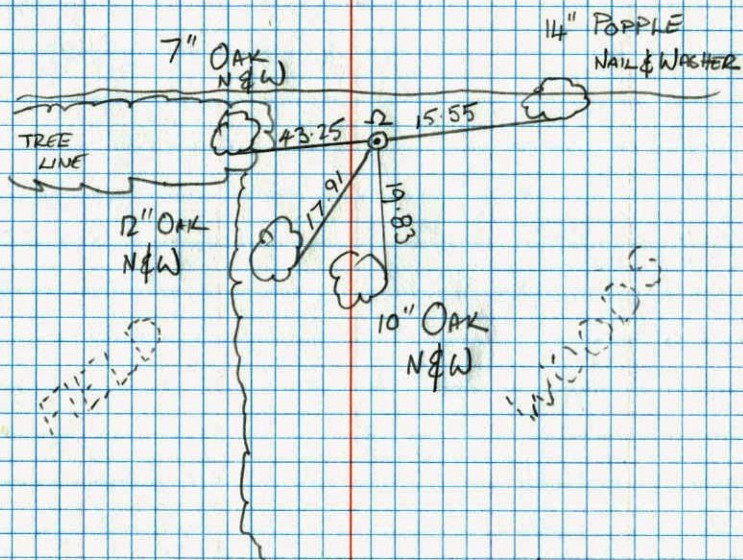 14" POPPLE
NAIL & WASHER
7" OAK
N&W
TREE
LINE
43.25
Ω
15.55
17.91
19.83
12" OAK
N&W
10" OAK
N&W
FIELD
WOODS